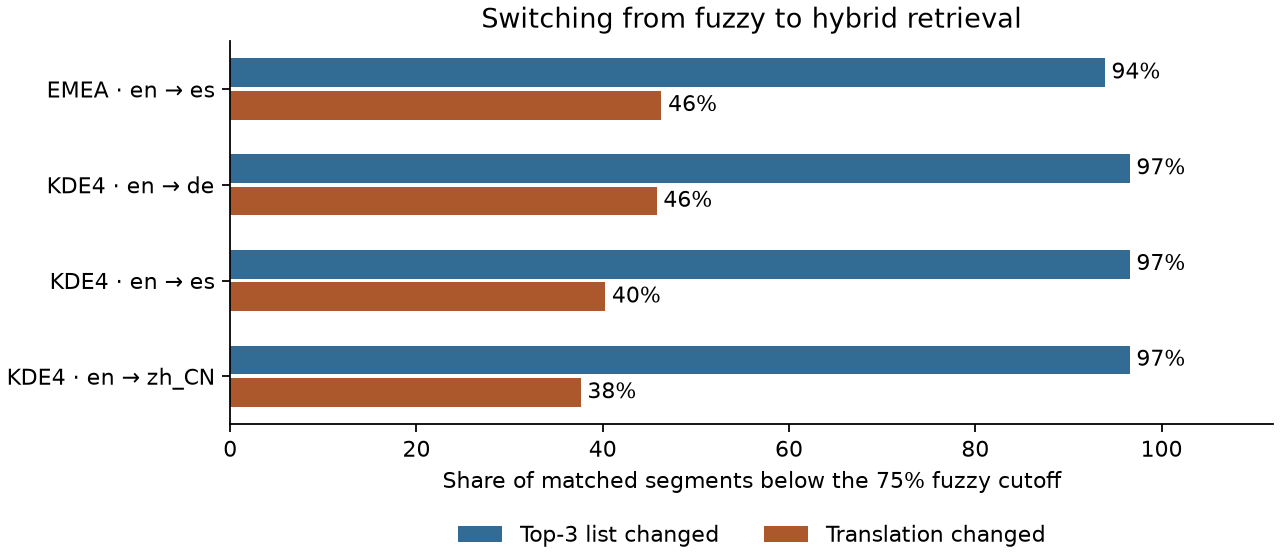 Switching from fuzzy to hybrid retrieval
EMEA · en → es
94%
46%
KDE4 · en → de
97%
46%
KDE4 · en → es
97%
40%
KDE4 · en → zh_CN
97%
38%
0 20 40 60 80 100
Share of matched segments below the 75% fuzzy cutoff
Top-3 list changed Translation changed